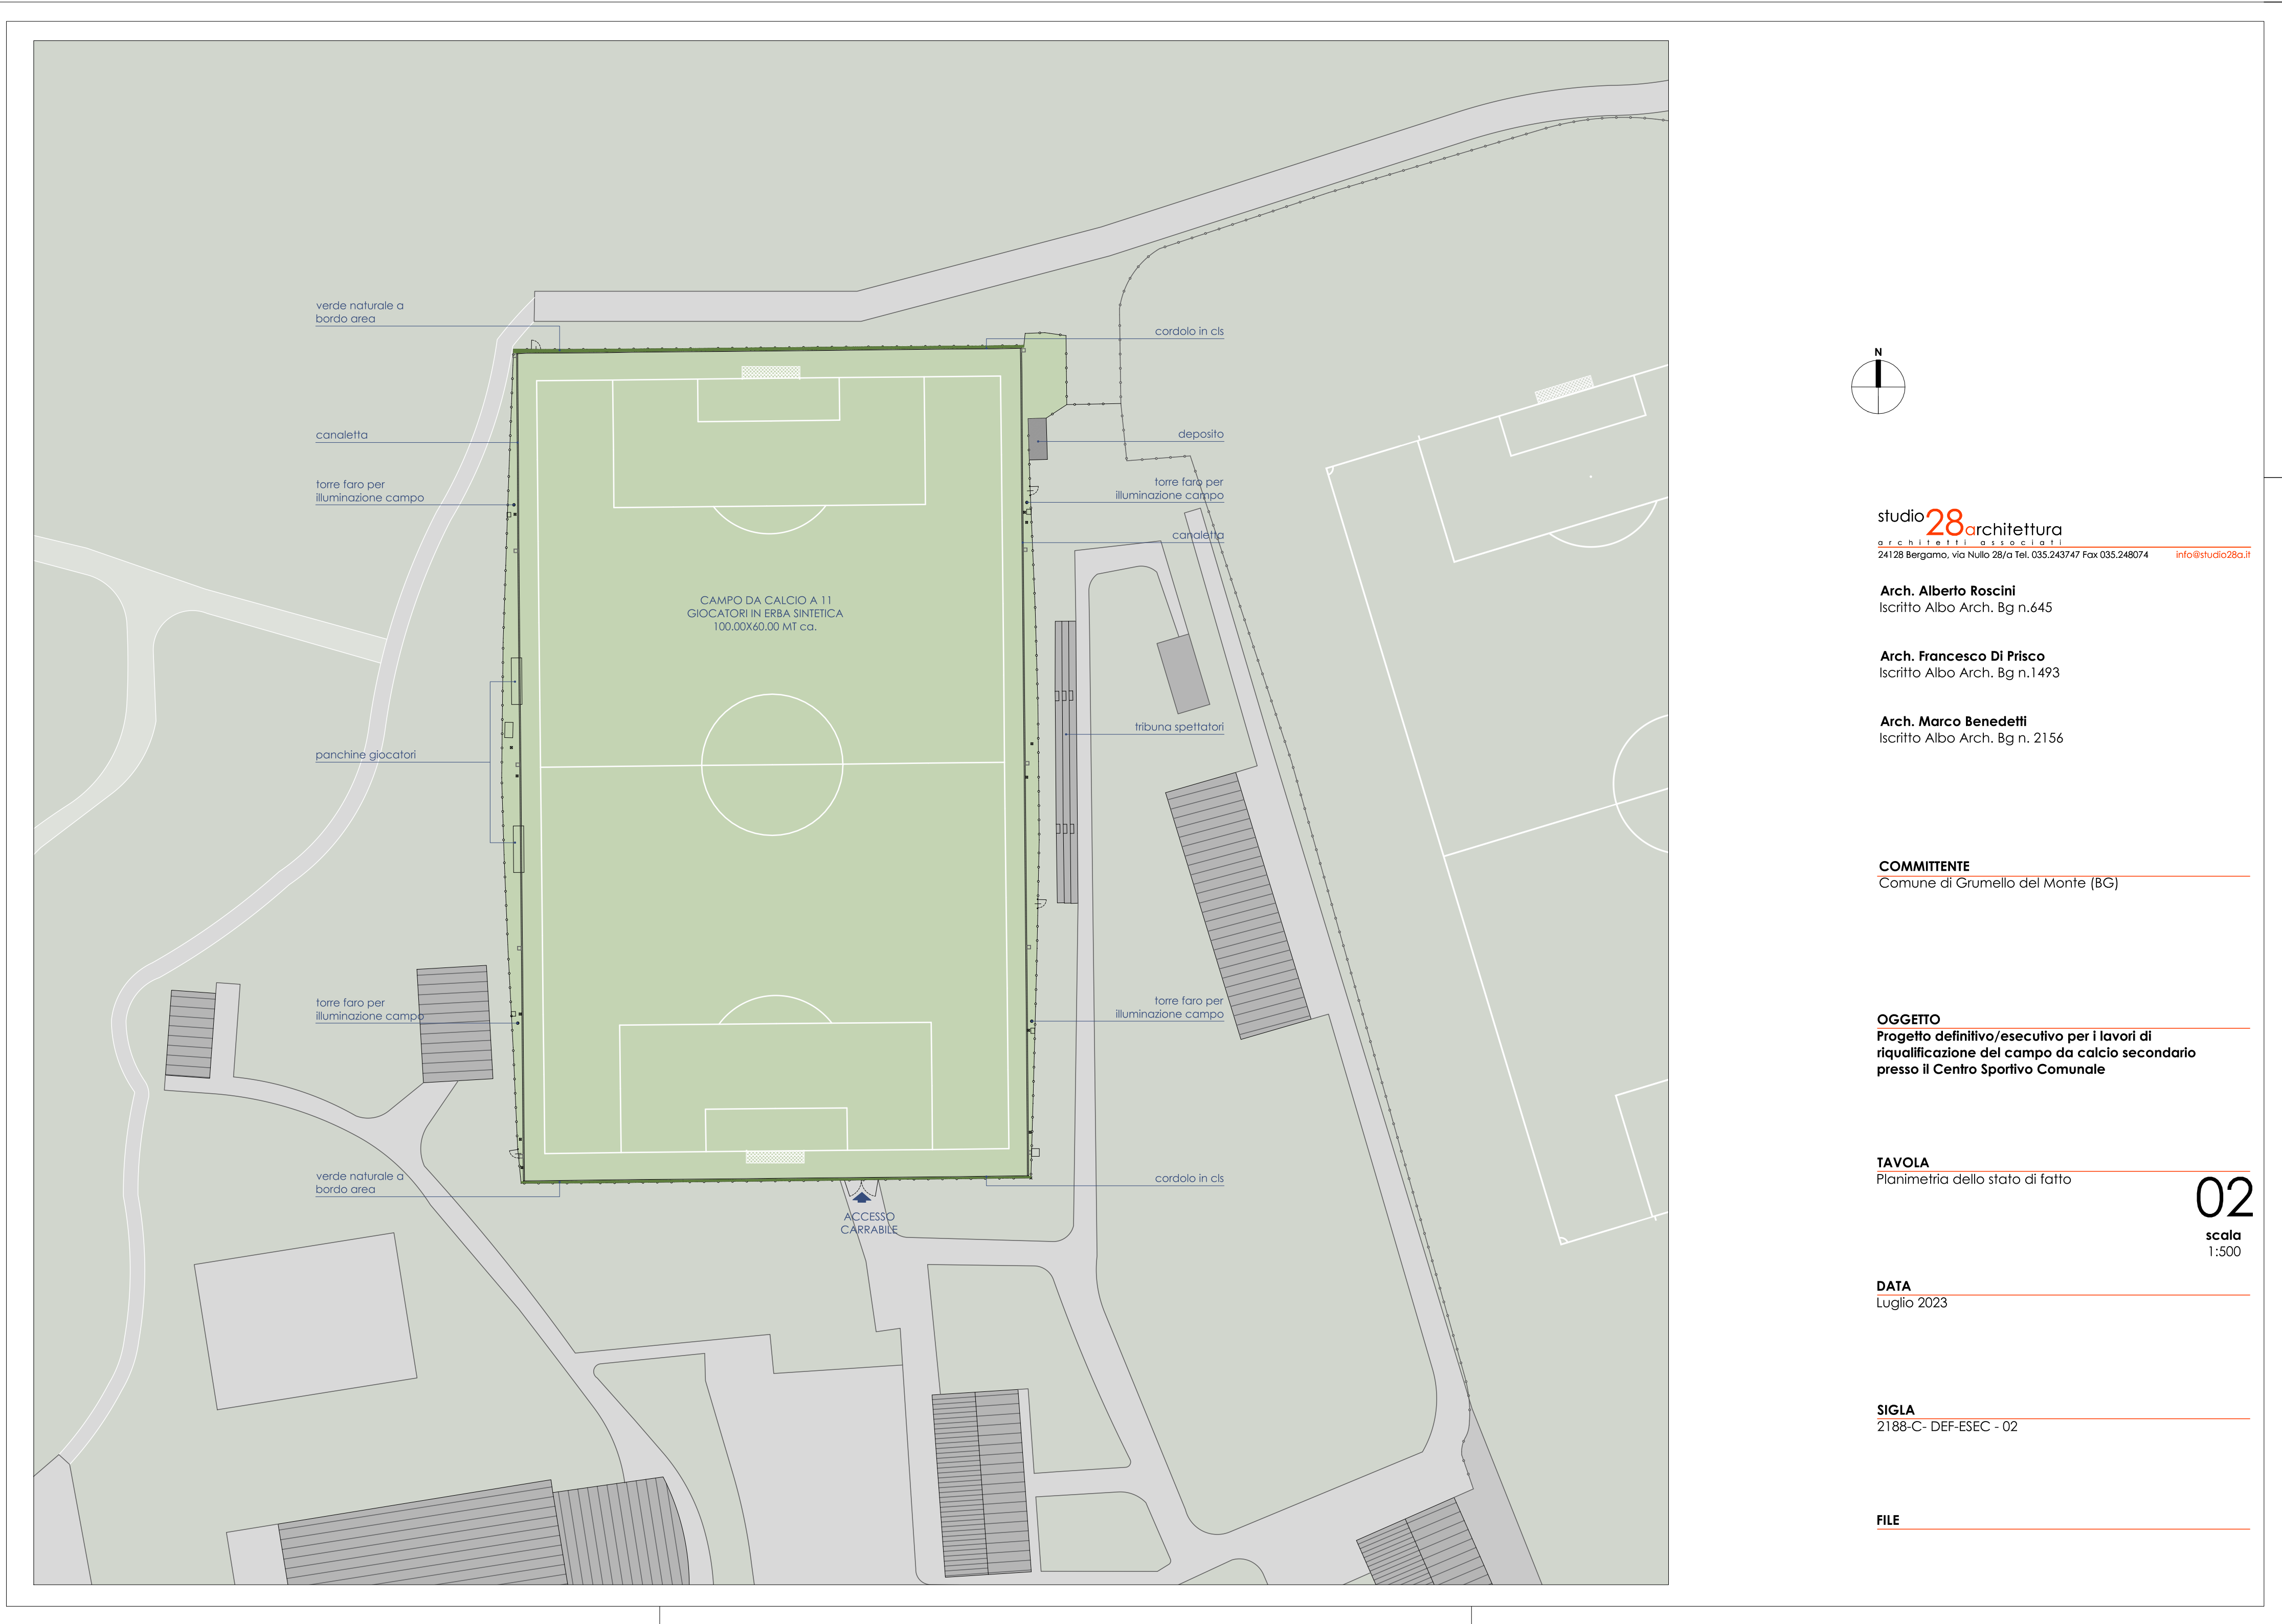 verde naturale a
bordo area
cordolo in cls
canaletta
deposito
torre faro per
illuminazione campo
torre faro per
illuminazione campo
canaletta
CAMPO DA CALCIO A 11
GIOCATORI IN ERBA SINTETICA
100.00X60.00 MT ca.
tribuna spettatori
panchine giocatori
torre faro per
illuminazione campo
torre faro per
illuminazione campo
verde naturale a
bordo area
cordolo in cls
ACCESSO
CARRABILE
N
studio28architettura
architetti associati
24128 Bergamo, via Nullo 28/a Tel. 035.243747 Fax 035.248074 info@studio28a.it
Arch. Alberto Roscini
Iscritto Albo Arch. Bg n.645
Arch. Francesco Di Prisco
Iscritto Albo Arch. Bg n.1493
Arch. Marco Benedetti
Iscritto Albo Arch. Bg n. 2156
COMMITTENTE
Comune di Grumello del Monte (BG)
OGGETTO
Progetto definitivo/esecutivo per i lavori di
riqualificazione del campo da calcio secondario
presso il Centro Sportivo Comunale
TAVOLA
Planimetria dello stato di fatto
02
scala
1:500
DATA
Luglio 2023
SIGLA
2188-C- DEF-ESEC - 02
FILE